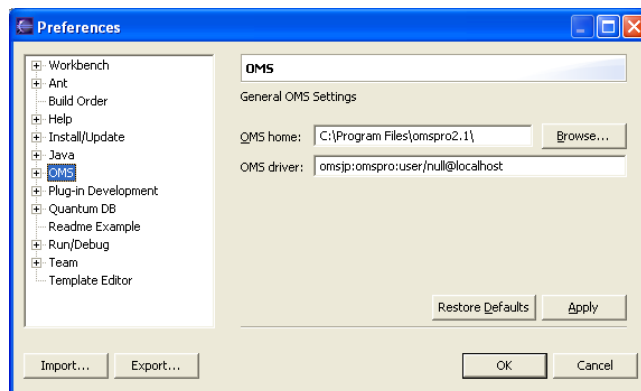 Preferences
Workbench
Ant
Build Order
Help
Install/Update
Java
OMS
Plug-in Development
Quantum DB
Readme Example
Run/Debug
Team
Template Editor
OMS
General OMS Settings
OMS home: C:\Program Files\omspro2.1\ Browse...
OMS driver: omsjp:omspro:user/null@localhost
Restore Defaults Apply
Import... Export... OK Cancel